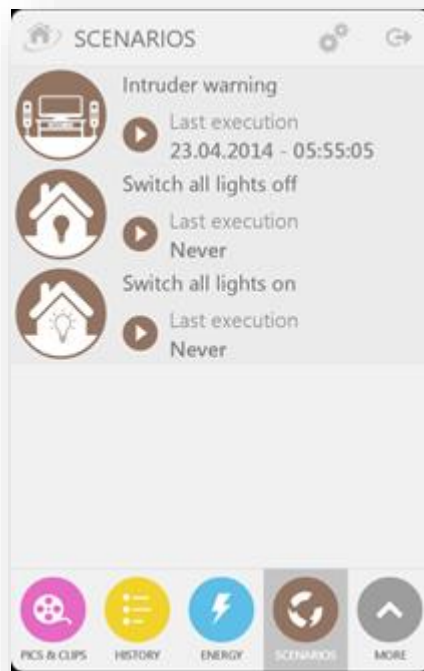 SCENARIOS
Intruder warning
Last execution
23.04.2014 - 05:55:05
Switch all lights off
Last execution
Never
Switch all lights on
Last execution
Never
PICS & CLIPS
HISTORY
ENERGY
SCENARIOS
MORE